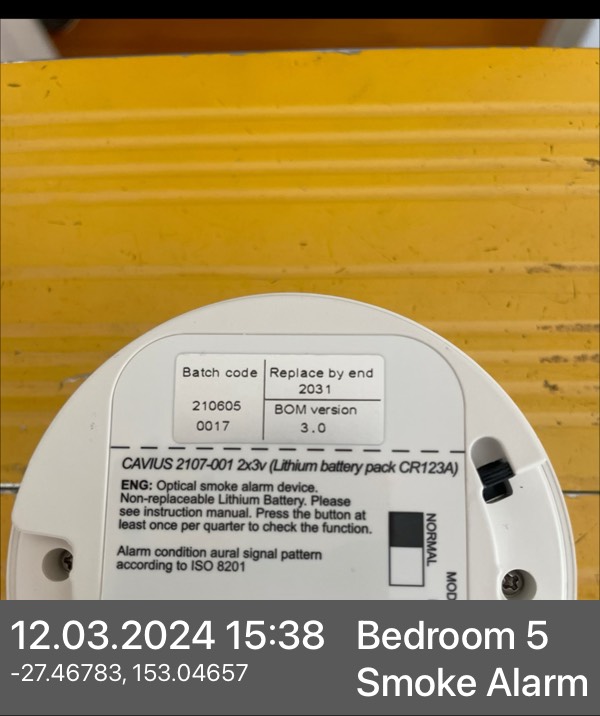 Batch code
210605
0017
Replace by end
2031
BOM version
3.0
CAVIUS 2107-001 2x3v (Lithium battery pack CR123A)
ENG: Optical smoke alarm device.
Non-replaceable Lithium Battery. Please
see instruction manual. Press the button at
least once per quarter to check the function.
Alarm condition aural signal pattern
according to ISO 8201
NORMAL
MOD
12.03.2024 15:38
-27.46783, 153.04657
Bedroom 5
Smoke Alarm